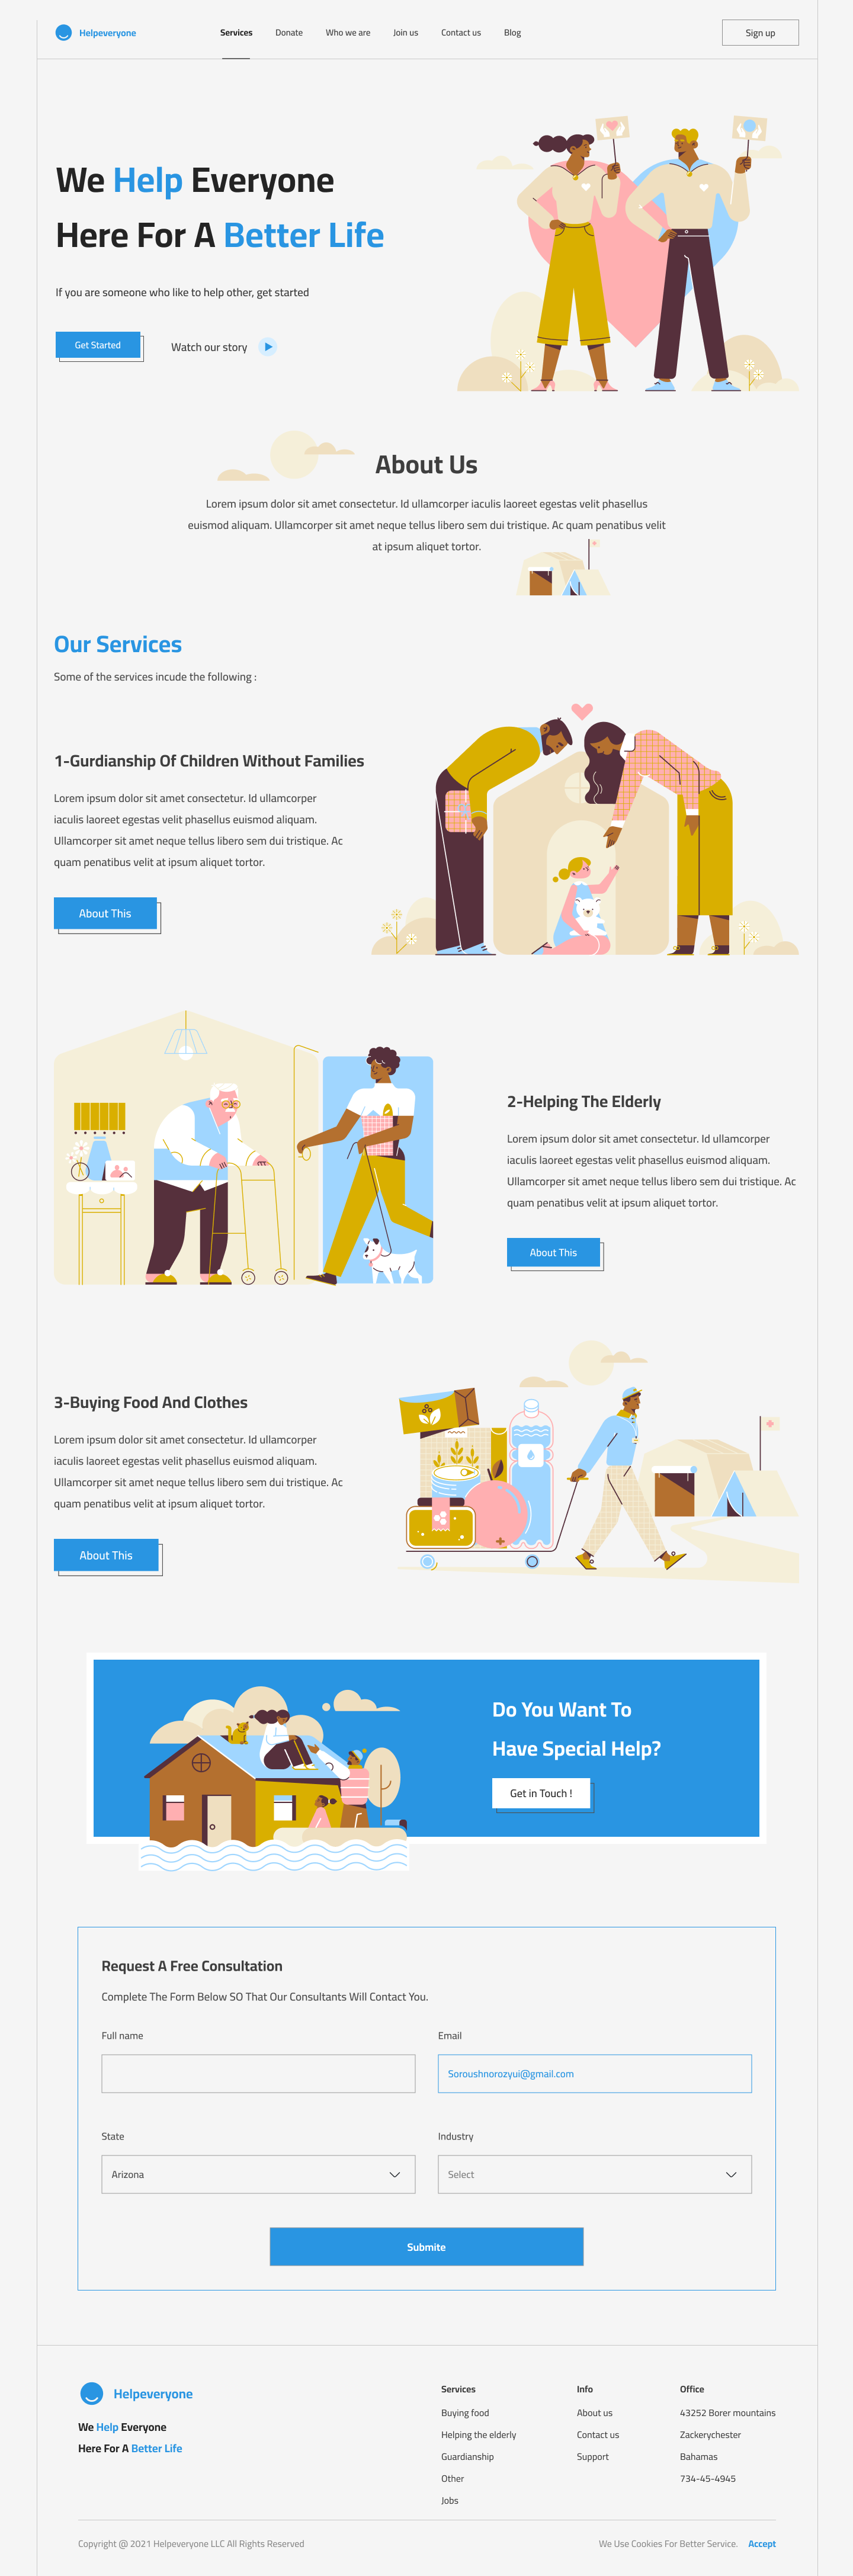 Helpeveryone
Services
Donate
Who we are
Join us
Contact us
Blog
Sign up
We Help Everyone
Here For A Better Life
If you are someone who like to help other, get started
Get Started
Watch our story
About Us
Lorem ipsum dolor sit amet consectetur. Id ullamcorper iaculis laoreet egestas velit phasellus
euismod aliquam. Ullamcorper sit amet neque tellus libero sem dui tristique. Ac quam penatibus velit
at ipsum aliquet tortor.
Our Services
Some of the services incude the following :
1-Gurdianship Of Children Without Families
Lorem ipsum dolor sit amet consectetur. Id ullamcorper
iaculis laoreet egestas velit phasellus euismod aliquam.
Ullamcorper sit amet neque tellus libero sem dui tristique. Ac
quam penatibus velit at ipsum aliquet tortor.
About This
2-Helping The Elderly
Lorem ipsum dolor sit amet consectetur. Id ullamcorper
iaculis laoreet egestas velit phasellus euismod aliquam.
Ullamcorper sit amet neque tellus libero sem dui tristique. Ac
quam penatibus velit at ipsum aliquet tortor.
About This
3-Buying Food And Clothes
Lorem ipsum dolor sit amet consectetur. Id ullamcorper
iaculis laoreet egestas velit phasellus euismod aliquam.
Ullamcorper sit amet neque tellus libero sem dui tristique. Ac
quam penatibus velit at ipsum aliquet tortor.
About This
Do You Want To
Have Special Help?
Get in Touch !
Request A Free Consultation
Complete The Form Below SO That Our Consultants Will Contact You.
Full name
Email
Soroushnorozyui@gmail.com
State
Industry
Arizona
Select
Submite
Helpeveryone
We Help Everyone
Here For A Better Life
Services
Buying food
Helping the elderly
Guardianship
Other
Jobs
Info
About us
Contact us
Support
Office
43252 Borer mountains
Zackerychester
Bahamas
734-45-4945
Copyright @ 2021 Helpeveryone LLC All Rights Reserved
We Use Cookies For Better Service. Accept